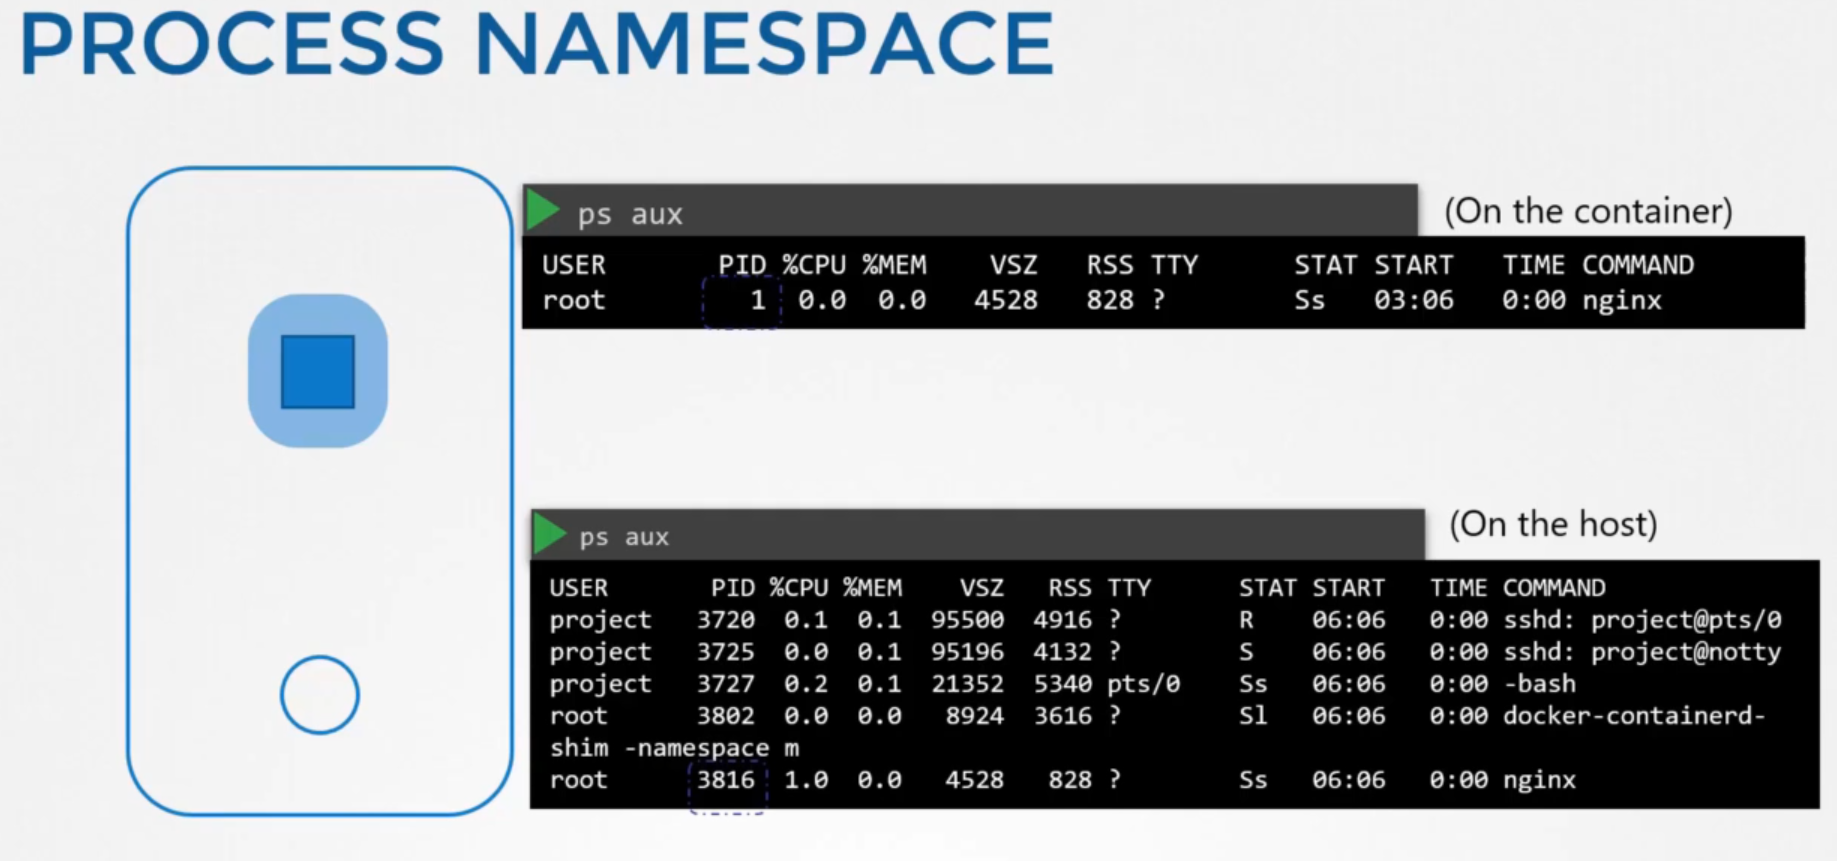 PROCESS NAMESPACE
ps aux
(On the container)
USER PID %CPU %MEM VSZ RSS TTY STAT START TIME COMMAND
root 1 0.0 0.0 4528 828 ? Ss 03:06 0:00 nginx
ps aux
(On the host)
USER PID %CPU %MEM VSZ RSS TTY STAT START TIME COMMAND
project 3720 0.1 0.1 95500 4916 ? R 06:06 0:00 sshd: project@pts/0
project 3725 0.0 0.1 95196 4132 ? S 06:06 0:00 sshd: project@notty
project 3727 0.2 0.1 21352 5340 pts/0 Ss 06:06 0:00 -bash
root 3802 0.0 0.0 8924 3616 ? Sl 06:06 0:00 docker-containerd-
shim -namespace m
root 3816 1.0 0.0 4528 828 ? Ss 06:06 0:00 nginx